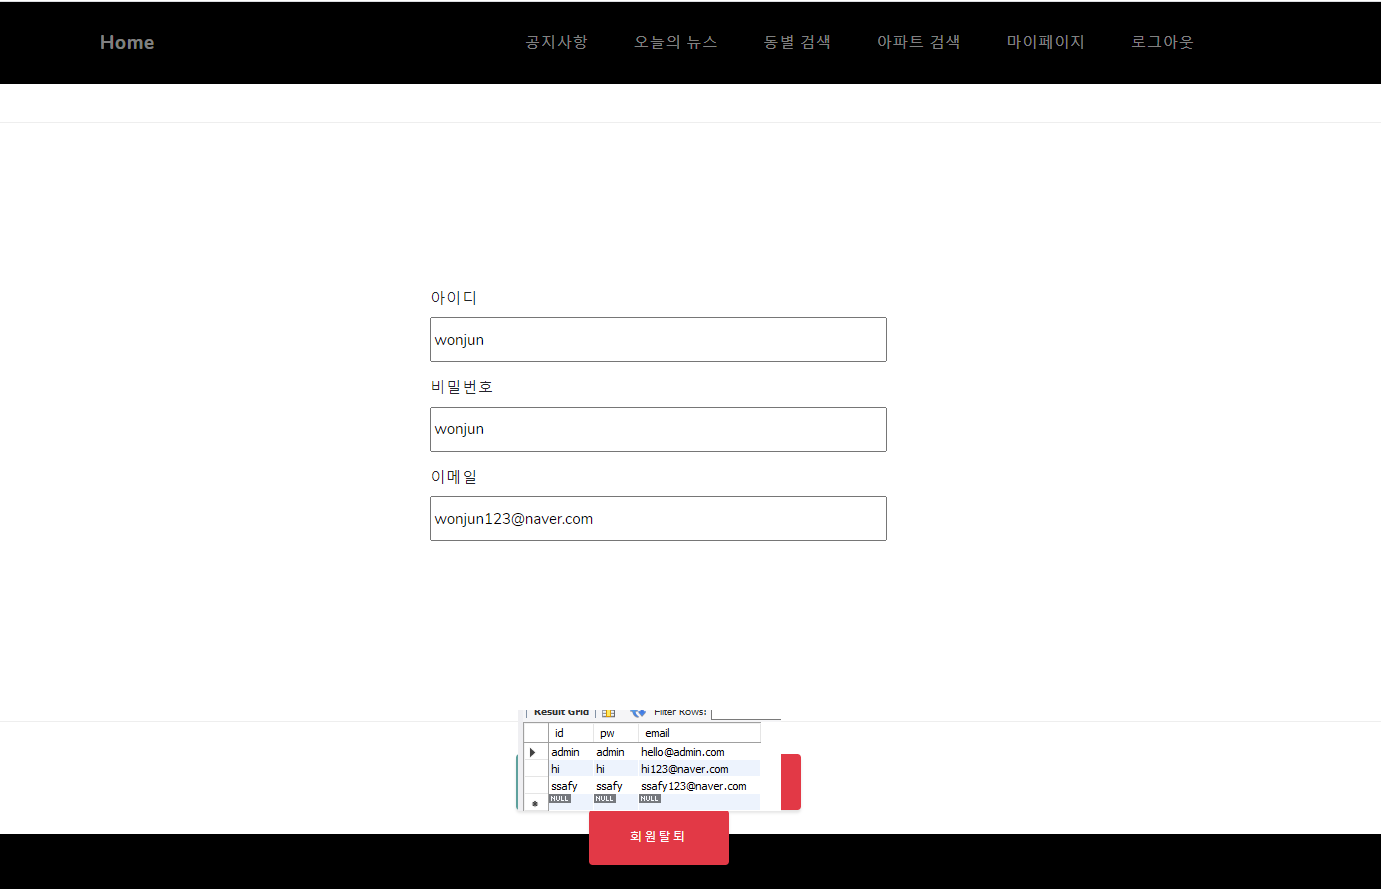 Home 공지사항 오늘의 뉴스 동별 검색 아파트 검색 마이페이지 로그아웃
아이디
wonjun
비밀번호
wonjun
이메일
wonjun123@naver.com
Result Grid Filter Rows:
id pw email
admin admin hello@admin.com
hi hi hi123@naver.com
ssafy ssafy ssafy123@naver.com
NULL NULL NULL
회원탈퇴